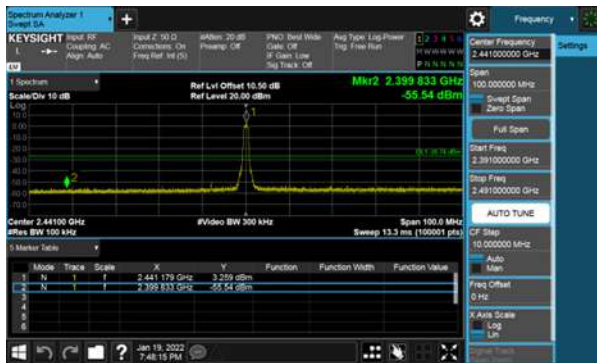 Spectrum Analyzer 1
Swept SA
+
Frequency
KEYSIGHT
Input: RF
Coupling: AC
Align: Auto
Input Z: 50 Ω
Corrections: On
Freq Ref: Int (S)
#Atten: 20 dB
Preamp: Off
PNO: Best Wide
Gate: Off
IF Gain: Low
Sig Track: Off
Avg Type: Log-Power
Trig: Free Run
1 2 3 4 5 6
P N N N N N
1 Spectrum
Scale/Div 10 dB
Ref Lvl Offset 10.50 dB
Ref Level 20.00 dBm
Mkr2 2.399 833 GHz
-55.54 dBm
Log
10.0
0.00
-10.0
-20.0
-30.0
-40.0
-50.0
-60.0
-70.0
1
2
Center 2.44100 GHz
#Res BW 100 kHz
#Video BW 300 kHz
Span 100.0 MHz
Sweep 13.3 ms (100001 pts)
5 Marker Table
Mode Trace Scale X Y Function Function Width Function Value
1 N 1 f 2.441 179 GHz 3.259 dBm
2 N 1 f 2.399 833 GHz -55.54 dBm
3
4
5
6
Jan 19, 2022
7:48:15 PM
Center Frequency
2.441000000 GHz
Settings
Span
100.000000 MHz
Swept Span
Zero Span
Full Span
Start Freq
2.391000000 GHz
Stop Freq
2.491000000 GHz
AUTO TUNE
CF Step
10.000000 MHz
Auto
Man
Freq Offset
0 Hz
X Axis Scale
Log
Lin
Signal Track